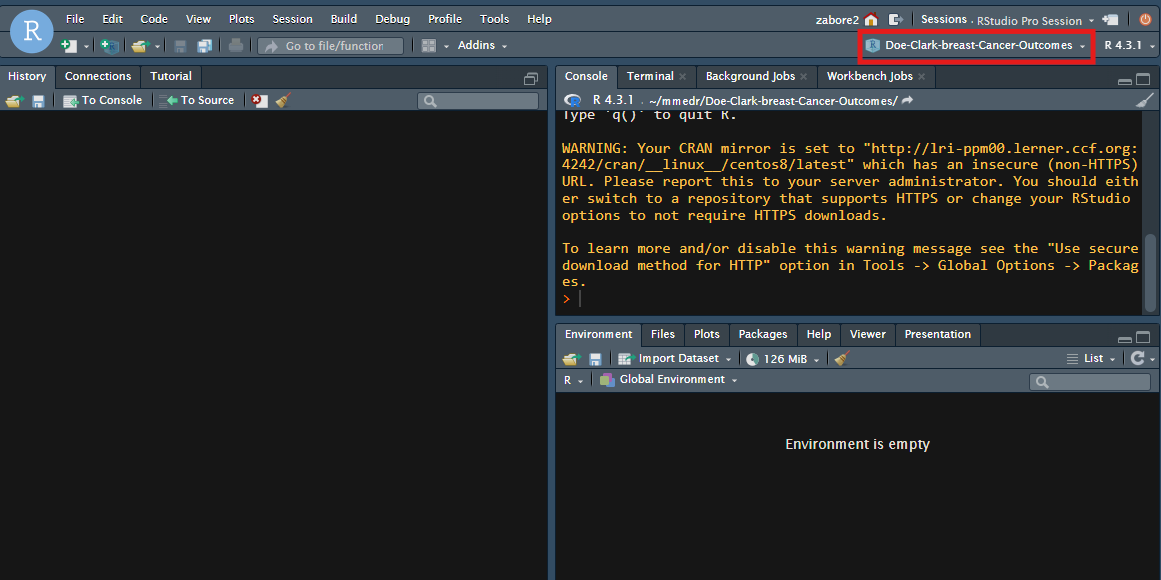 R
File Edit Code View Plots Session Build Debug Profile Tools Help
zabore2 Sessions RStudio Pro Session
Go to file/function Addins
Doe-Clark-breast-Cancer-Outcomes R 4.3.1
History Connections Tutorial
To Console To Source
Console Terminal Background Jobs Workbench Jobs
R 4.3.1 . ~/mmedr/Doe-Clark-breast-Cancer-Outcomes/
Type 'q()' to quit R.
WARNING: Your CRAN mirror is set to "http://lri-ppm00.lerner.ccf.org:
4242/cran/__linux__/centos8/latest" which has an insecure (non-HTTPS)
URL. Please report this to your server administrator. You should eith
er switch to a repository that supports HTTPS or change your RStudio
options to not require HTTPS downloads.
To learn more and/or disable this warning message see the "Use secure
download method for HTTP" option in Tools -> Global Options -> Packag
es.
>
Environment Files Plots Packages Help Viewer Presentation
Import Dataset 126 MiB List
R Global Environment
Environment is empty